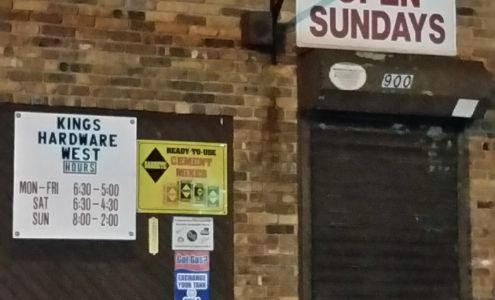 OPEN
SUNDAYS
900
KINGS
HARDWARE
WEST
HOURS
MON-FRI 6:30-5:00
SAT 6:30-4:30
SUN 8:00-2:00
READY-TO-USE
SAKRETE
CEMENT
MIXES
Got Gas?
EXCHANGE YOUR
TANK